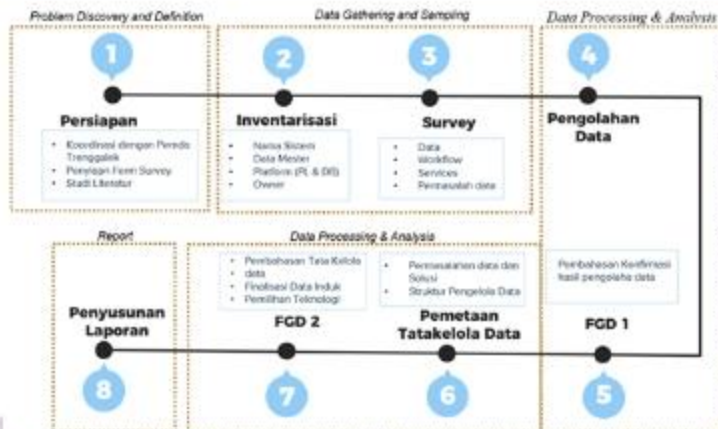 Problem Discovery and Definition
Data Gathering and Sampling
Data Processing & Analysis
1
2
3
4
Persiapan
Inventarisasi
Survey
Pengolahan
Data
• Koordinasi dengan Pemda
Trenggalek
• Penyiapan Form Survey
• Studi Literatur
• Nama Sistem
• Data Master
• Platform (PL & DB)
• Owner
• Data
• Workflow
• Services
• Permasalah data
Report
Data Processing & Analysis
• Pembahasan Tata Kelola
• data
• Finalisasi Data Induk
• Pemilihan Teknologi
• Permasalahan data dan
Solusi
• Struktur Pengelola Data
Pembahasan Konfirmasi
hasil pengolaha data
Penyusunan
Laporan
FGD 2
Pemetaan
Tatakelola Data
FGD 1
8
7
6
5